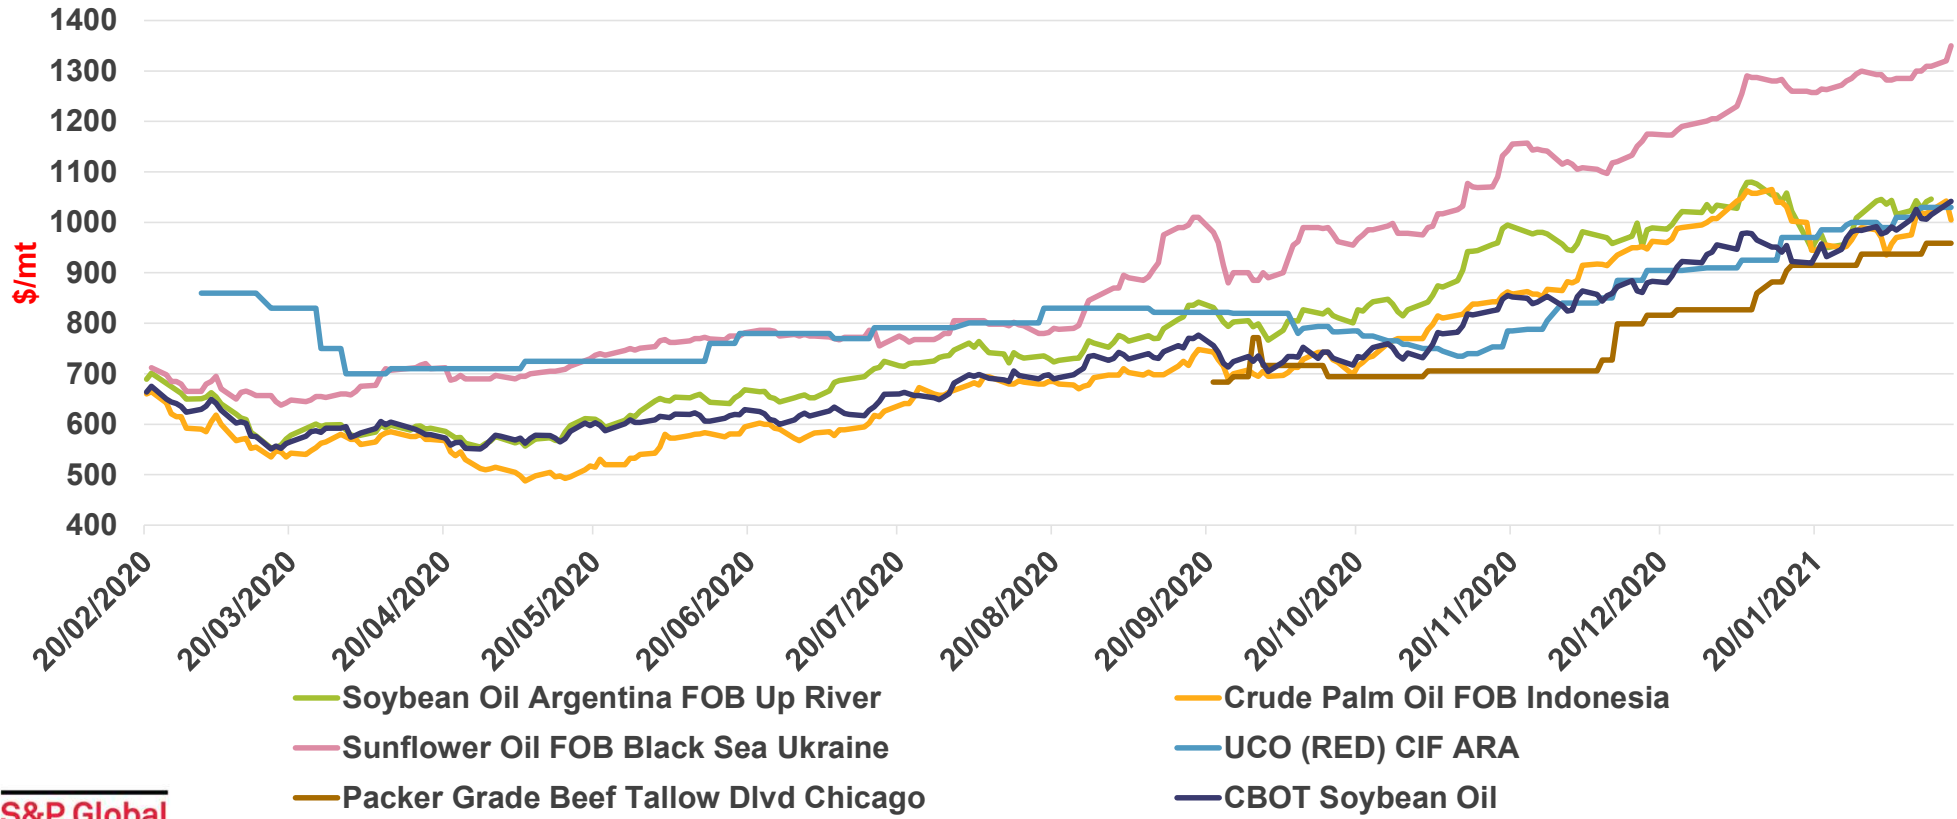 1400
1300
1200
1100
1000
900
800
700
600
500
400
$/mt
20/02/2020
20/03/2020
20/04/2020
20/05/2020
20/06/2020
20/07/2020
20/08/2020
20/09/2020
20/10/2020
20/11/2020
20/12/2020
20/01/2021
Soybean Oil Argentina FOB Up River
Crude Palm Oil FOB Indonesia
Sunflower Oil FOB Black Sea Ukraine
UCO (RED) CIF ARA
Packer Grade Beef Tallow Dlvd Chicago
CBOT Soybean Oil
S&P Global